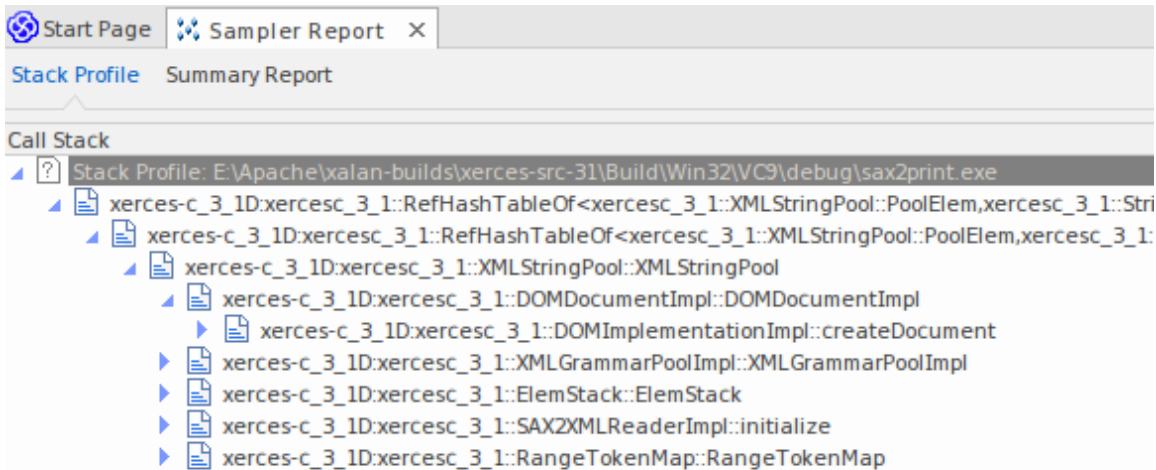 Start Page Sampler Report
Stack Profile Summary Report
Call Stack
Stack Profile: E:\Apache\xalan-builds\xerces-src-31\Build\Win32\VC9\debug\sax2print.exe
xerces-c_3_1D:xercesc_3_1::RefHashTableOf<xercesc_3_1::XMLStringPool::PoolElem,xercesc_3_1::Stri
xerces-c_3_1D:xercesc_3_1::RefHashTableOf<xercesc_3_1::XMLStringPool::PoolElem,xercesc_3_1:
xerces-c_3_1D:xercesc_3_1::XMLStringPool::XMLStringPool
xerces-c_3_1D:xercesc_3_1::DOMDocumentImpl::DOMDocumentImpl
xerces-c_3_1D:xercesc_3_1::DOMImplementationImpl::createDocument
xerces-c_3_1D:xercesc_3_1::XMLGrammarPoolImpl::XMLGrammarPoolImpl
xerces-c_3_1D:xercesc_3_1::ElemStack::ElemStack
xerces-c_3_1D:xercesc_3_1::SAX2XMLReaderImpl::initialize
xerces-c_3_1D:xercesc_3_1::RangeTokenMap::RangeTokenMap